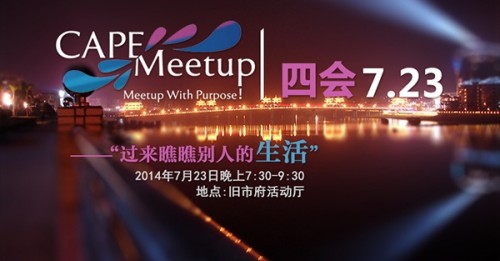 CAPE
Meetup
Meetup With Purpose!
四会7.23
——“过来瞧瞧别人的生活”
2014年7月23日晚上7:30-9:30
地点:旧市府活动厅